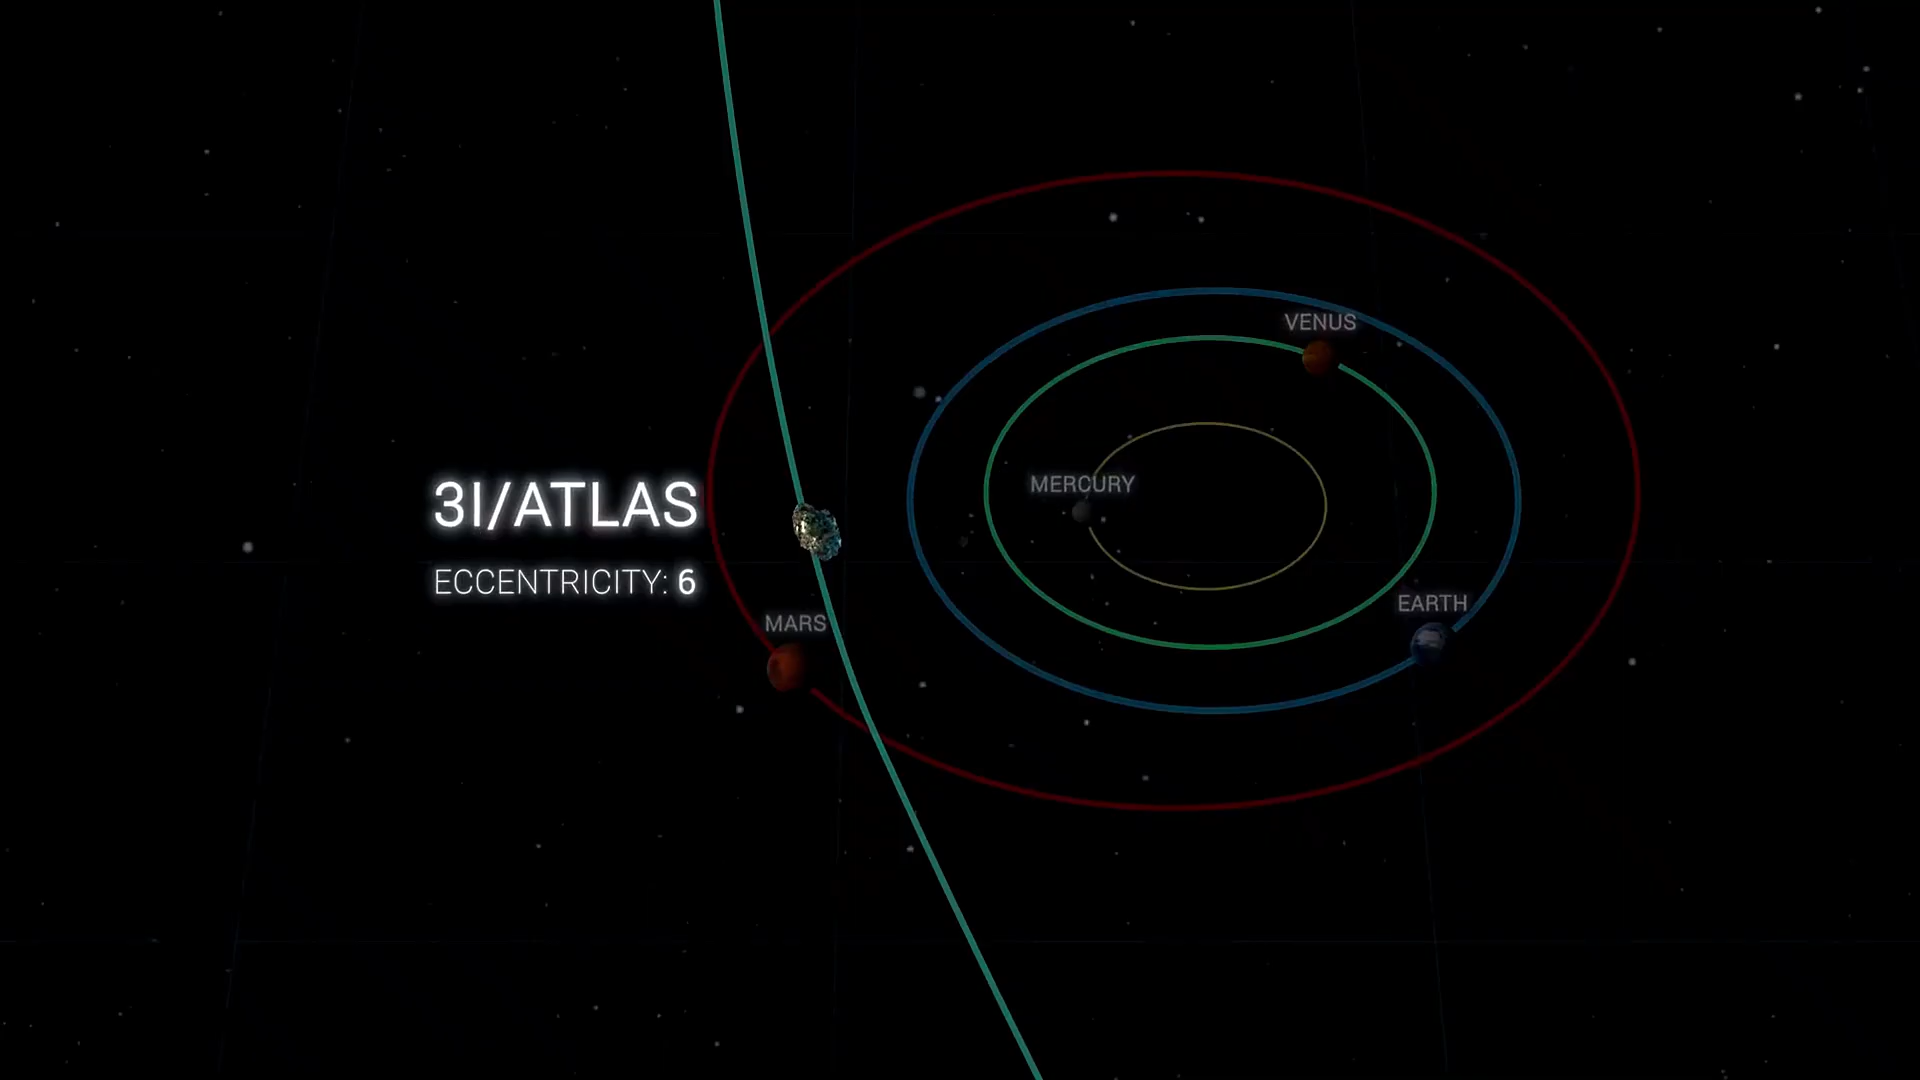 VENUS
MERCURY
3I/ATLAS
ECCENTRICITY: 6
EARTH
MARS